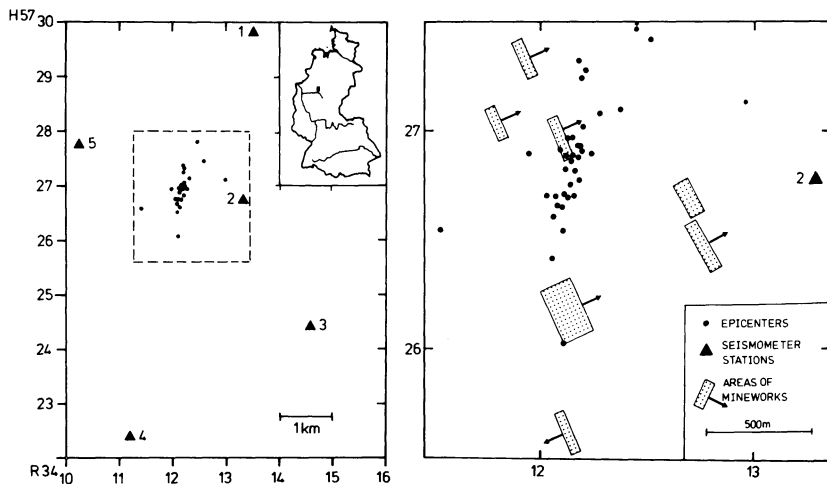 H57
30
29
28
27
26
25
24
23
22
R34
10
11
12
13
14
15
16
1
2
3
4
5
1km
27
26
12
13
2
EPICENTERS
SEISMOMETER
STATIONS
AREAS OF
MINEWORKS
500m